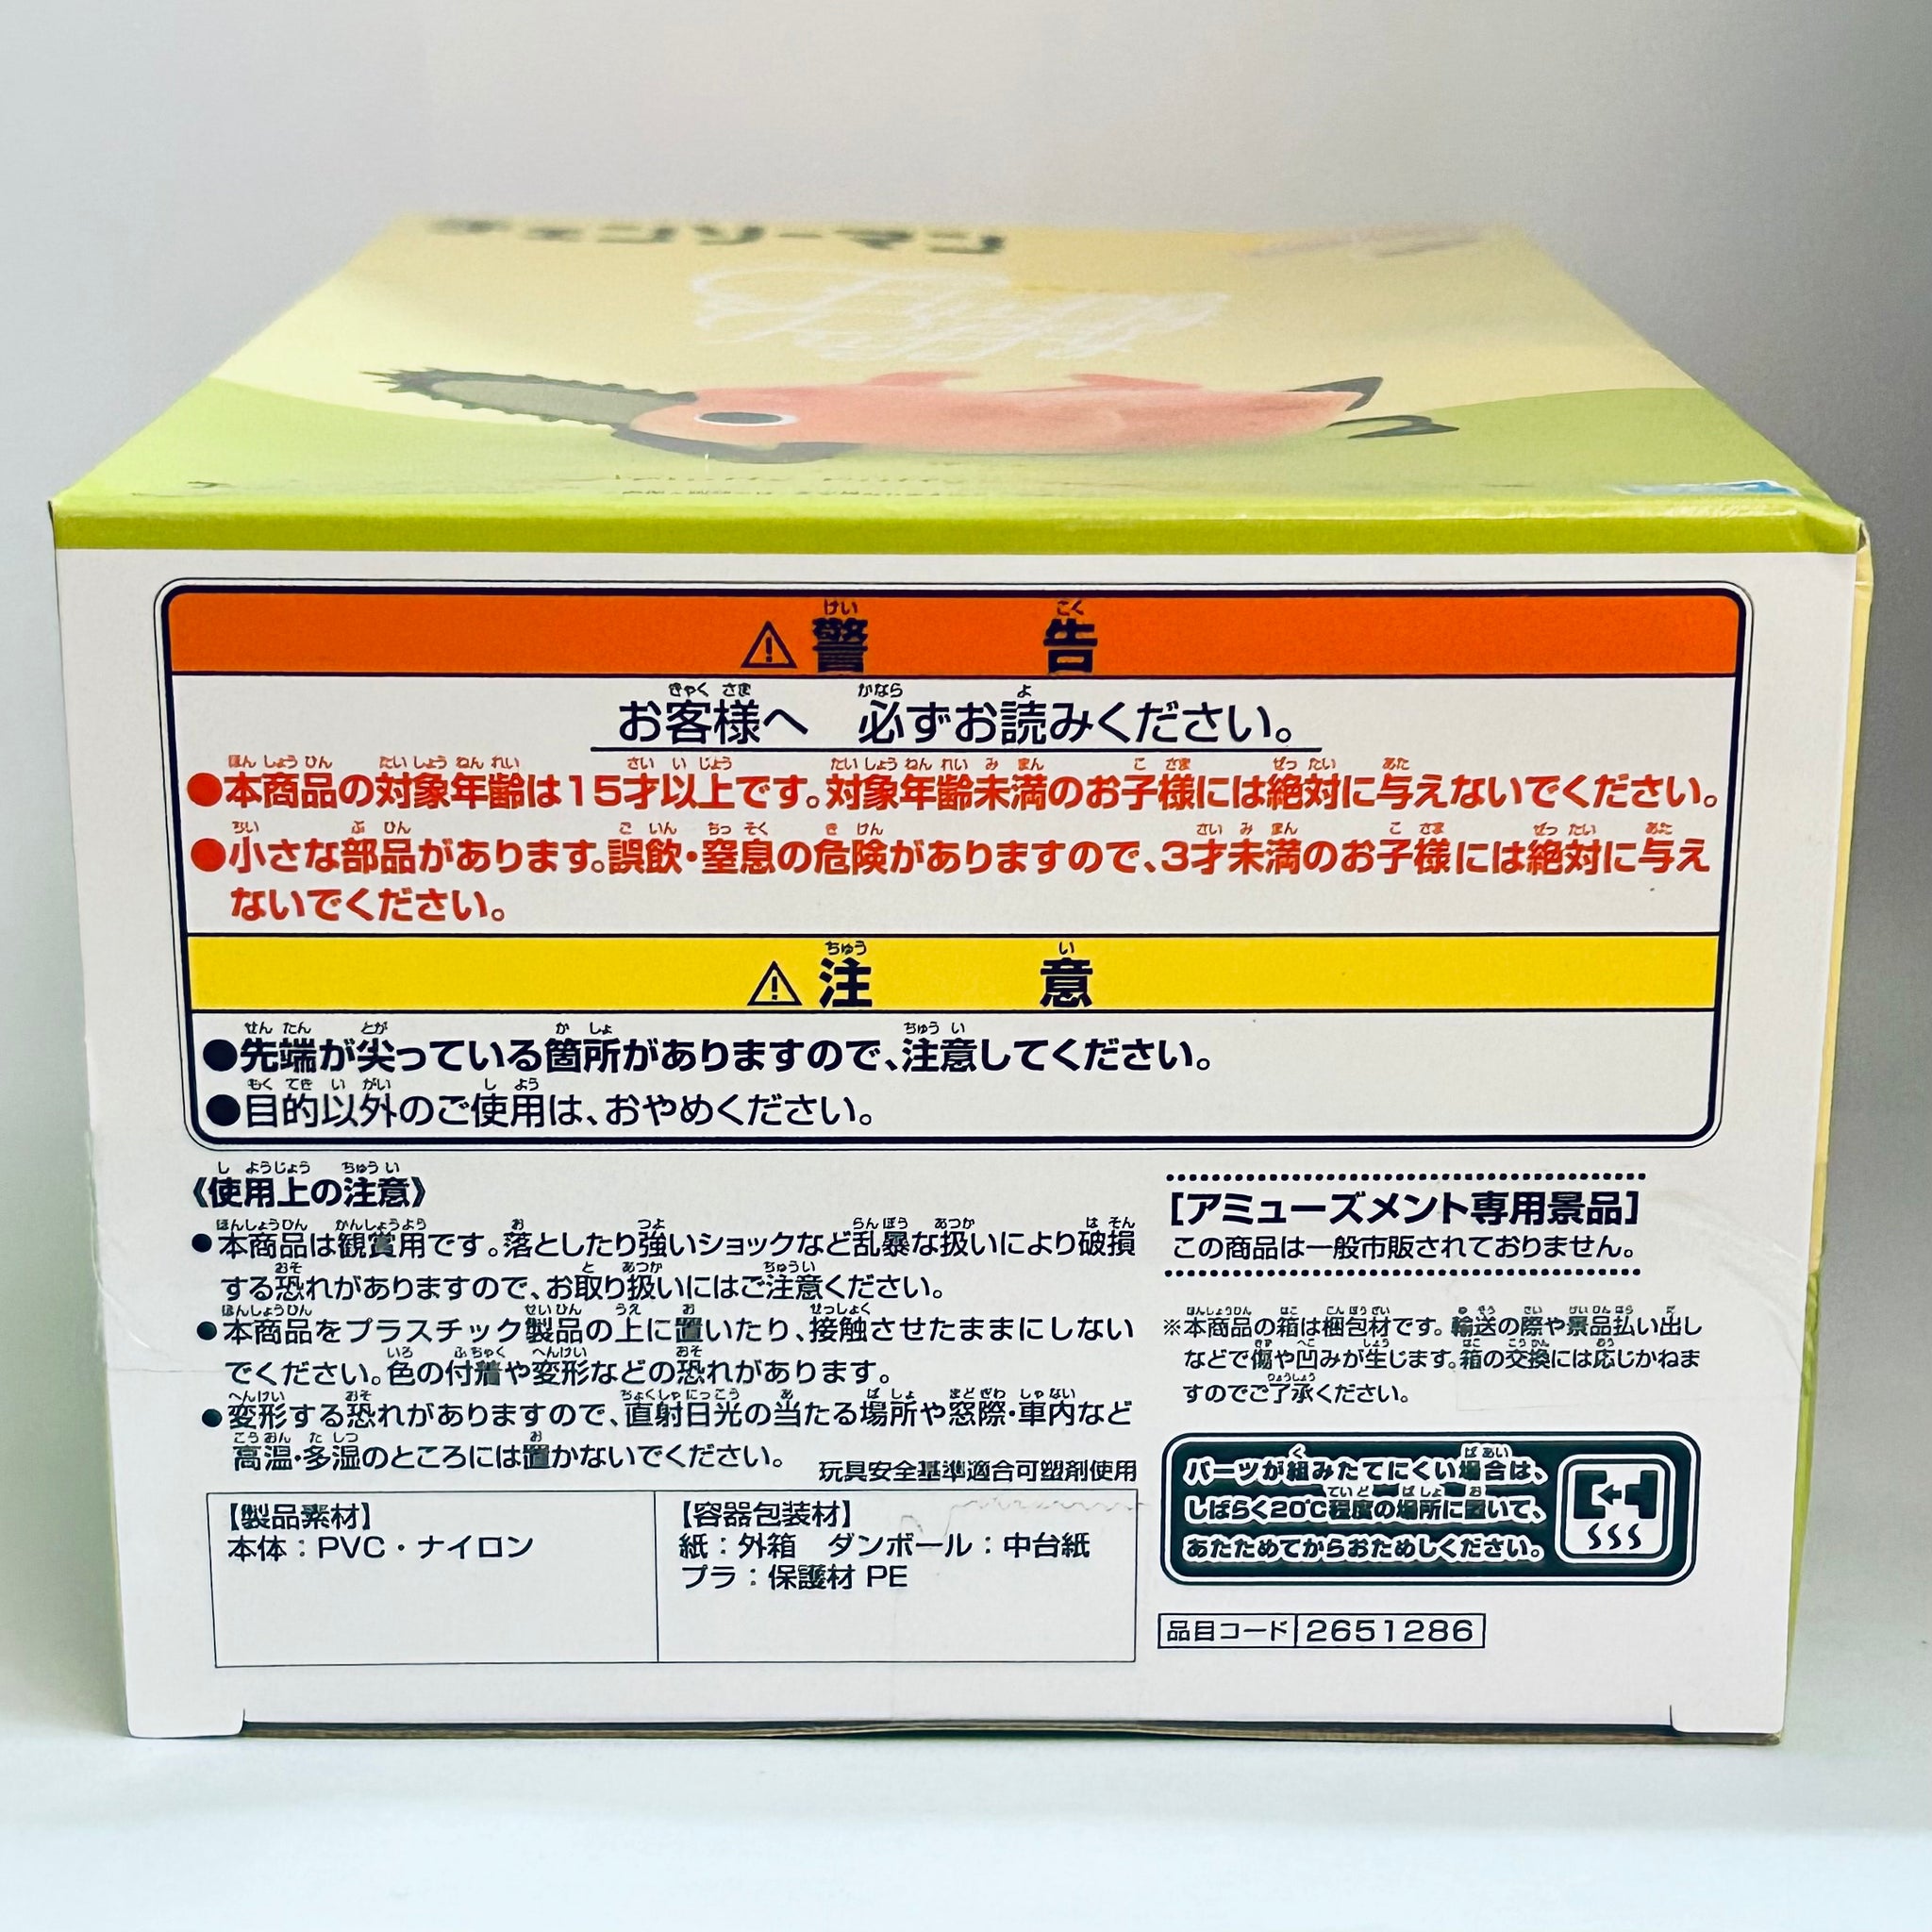 チェンソーマン
警告
お客様へ 必ずお読みください。
●本商品の対象年齢は15才以上です。対象年齢未満のお子様には絶対に与えないでください。
●小さな部品があります。誤飲・窒息の危険がありますので、3才未満のお子様には絶対に与え
ないでください。
注意
●先端が尖っている箇所がありますので、注意してください。
●目的以外のご使用は、おやめください。
《使用上の注意》
●本商品は観賞用です。落としたり強いショックなど乱暴な扱いにより破損
する恐れがありますので、お取り扱いにはご注意ください。
●本商品をプラスチック製品の上に置いたり、接触させたままにしない
でください。色の付着や変形などの恐れがあります。
●変形する恐れがありますので、直射日光の当たる場所や窓際・車内など
高温・多湿のところには置かないでください。
玩具安全基準適合可塑剤使用
【製品素材】
本体：PVC・ナイロン
【容器包装材】
紙：外箱 ダンボール：中台紙
プラ：保護材 PE
[アミューズメント専用景品]
この商品は一般市販されておりません。
※本商品の箱は梱包材です。輸送の際や景品払い出し
などで傷や凹みが生じます。箱の交換には応じかねま
すのでご了承ください。
パーツが組みたてにくい場合は、
しばらく20℃程度の場所に置いて、
あたためてからおためしください。
品目コード 2651286